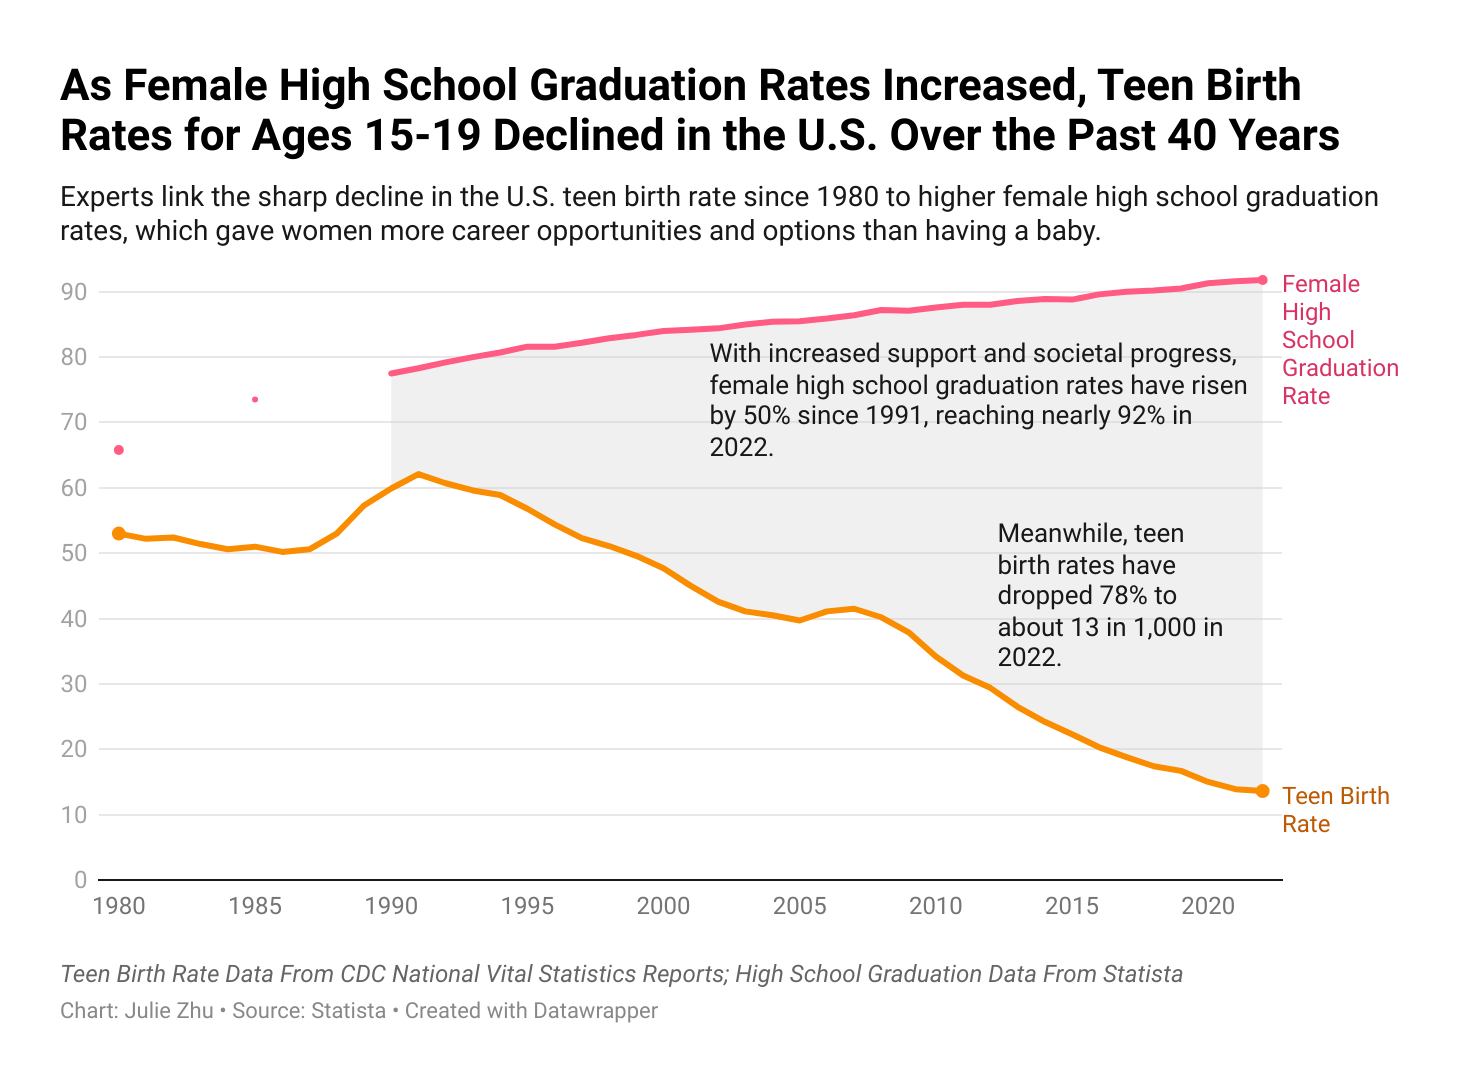 As Female High School Graduation Rates Increased, Teen Birth
Rates for Ages 15-19 Declined in the U.S. Over the Past 40 Years
Experts link the sharp decline in the U.S. teen birth rate since 1980 to higher female high school graduation
rates, which gave women more career opportunities and options than having a baby.
90
80
70
60
50
40
30
20
10
0
Female
High
School
Graduation
Rate
With increased support and societal progress,
female high school graduation rates have risen
by 50% since 1991, reaching nearly 92% in
2022.
Meanwhile, teen
birth rates have
dropped 78% to
about 13 in 1,000 in
2022.
Teen Birth
Rate
1980 1985 1990 1995 2000 2005 2010 2015 2020
Teen Birth Rate Data From CDC National Vital Statistics Reports; High School Graduation Data From Statista
Chart: Julie Zhu • Source: Statista • Created with Datawrapper